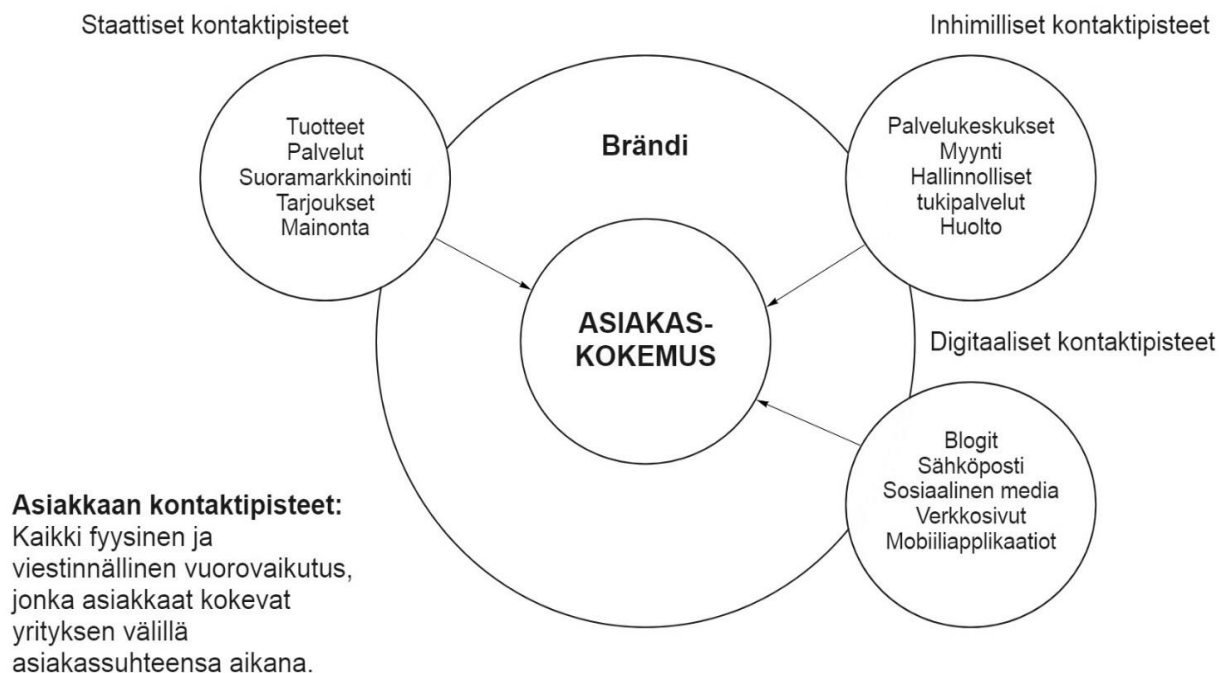 Staattiset kontaktipisteet
Inhimilliset kontaktipisteet
Tuotteet
Palvelut
Suoramarkkinointi
Tarjoukset
Mainonta
Brändi
Palvelukeskukset
Myynti
Hallinnolliset
tukipalvelut
Huolto
ASIAKAS-
KOKEMUS
Digitaaliset kontaktipisteet
Blogit
Sähköposti
Sosiaalinen media
Verkkosivut
Mobiiliapplikaatiot
Asiakkaan kontaktipisteet:
Kaikki fyysinen ja
viestinnällinen vuorovaikutus,
jonka asiakkaat kokevat
yrityksen välillä
asiakassuhteensa aikana.